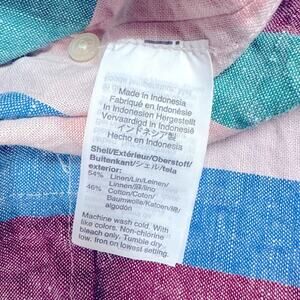 Made in Indonesia
Fabriqué en Indonésie
In Indonesien Hergestellt
Vervaardigd in Indonesië
インドネシア製
Hecho en Indonesia
Shell/Extérieur/Oberstoff/
Buitenkant/シェル/tela
exterior:
54% Linen/Lin/Leinen/
Linnen/麻/lino
46% Cotton/Coton/
Baumwolle/Katoen/綿/
algodón
Machine wash cold. With
like colors. Non-chlorine
bleach only. Tumble dry
low. Iron on lowest setting.